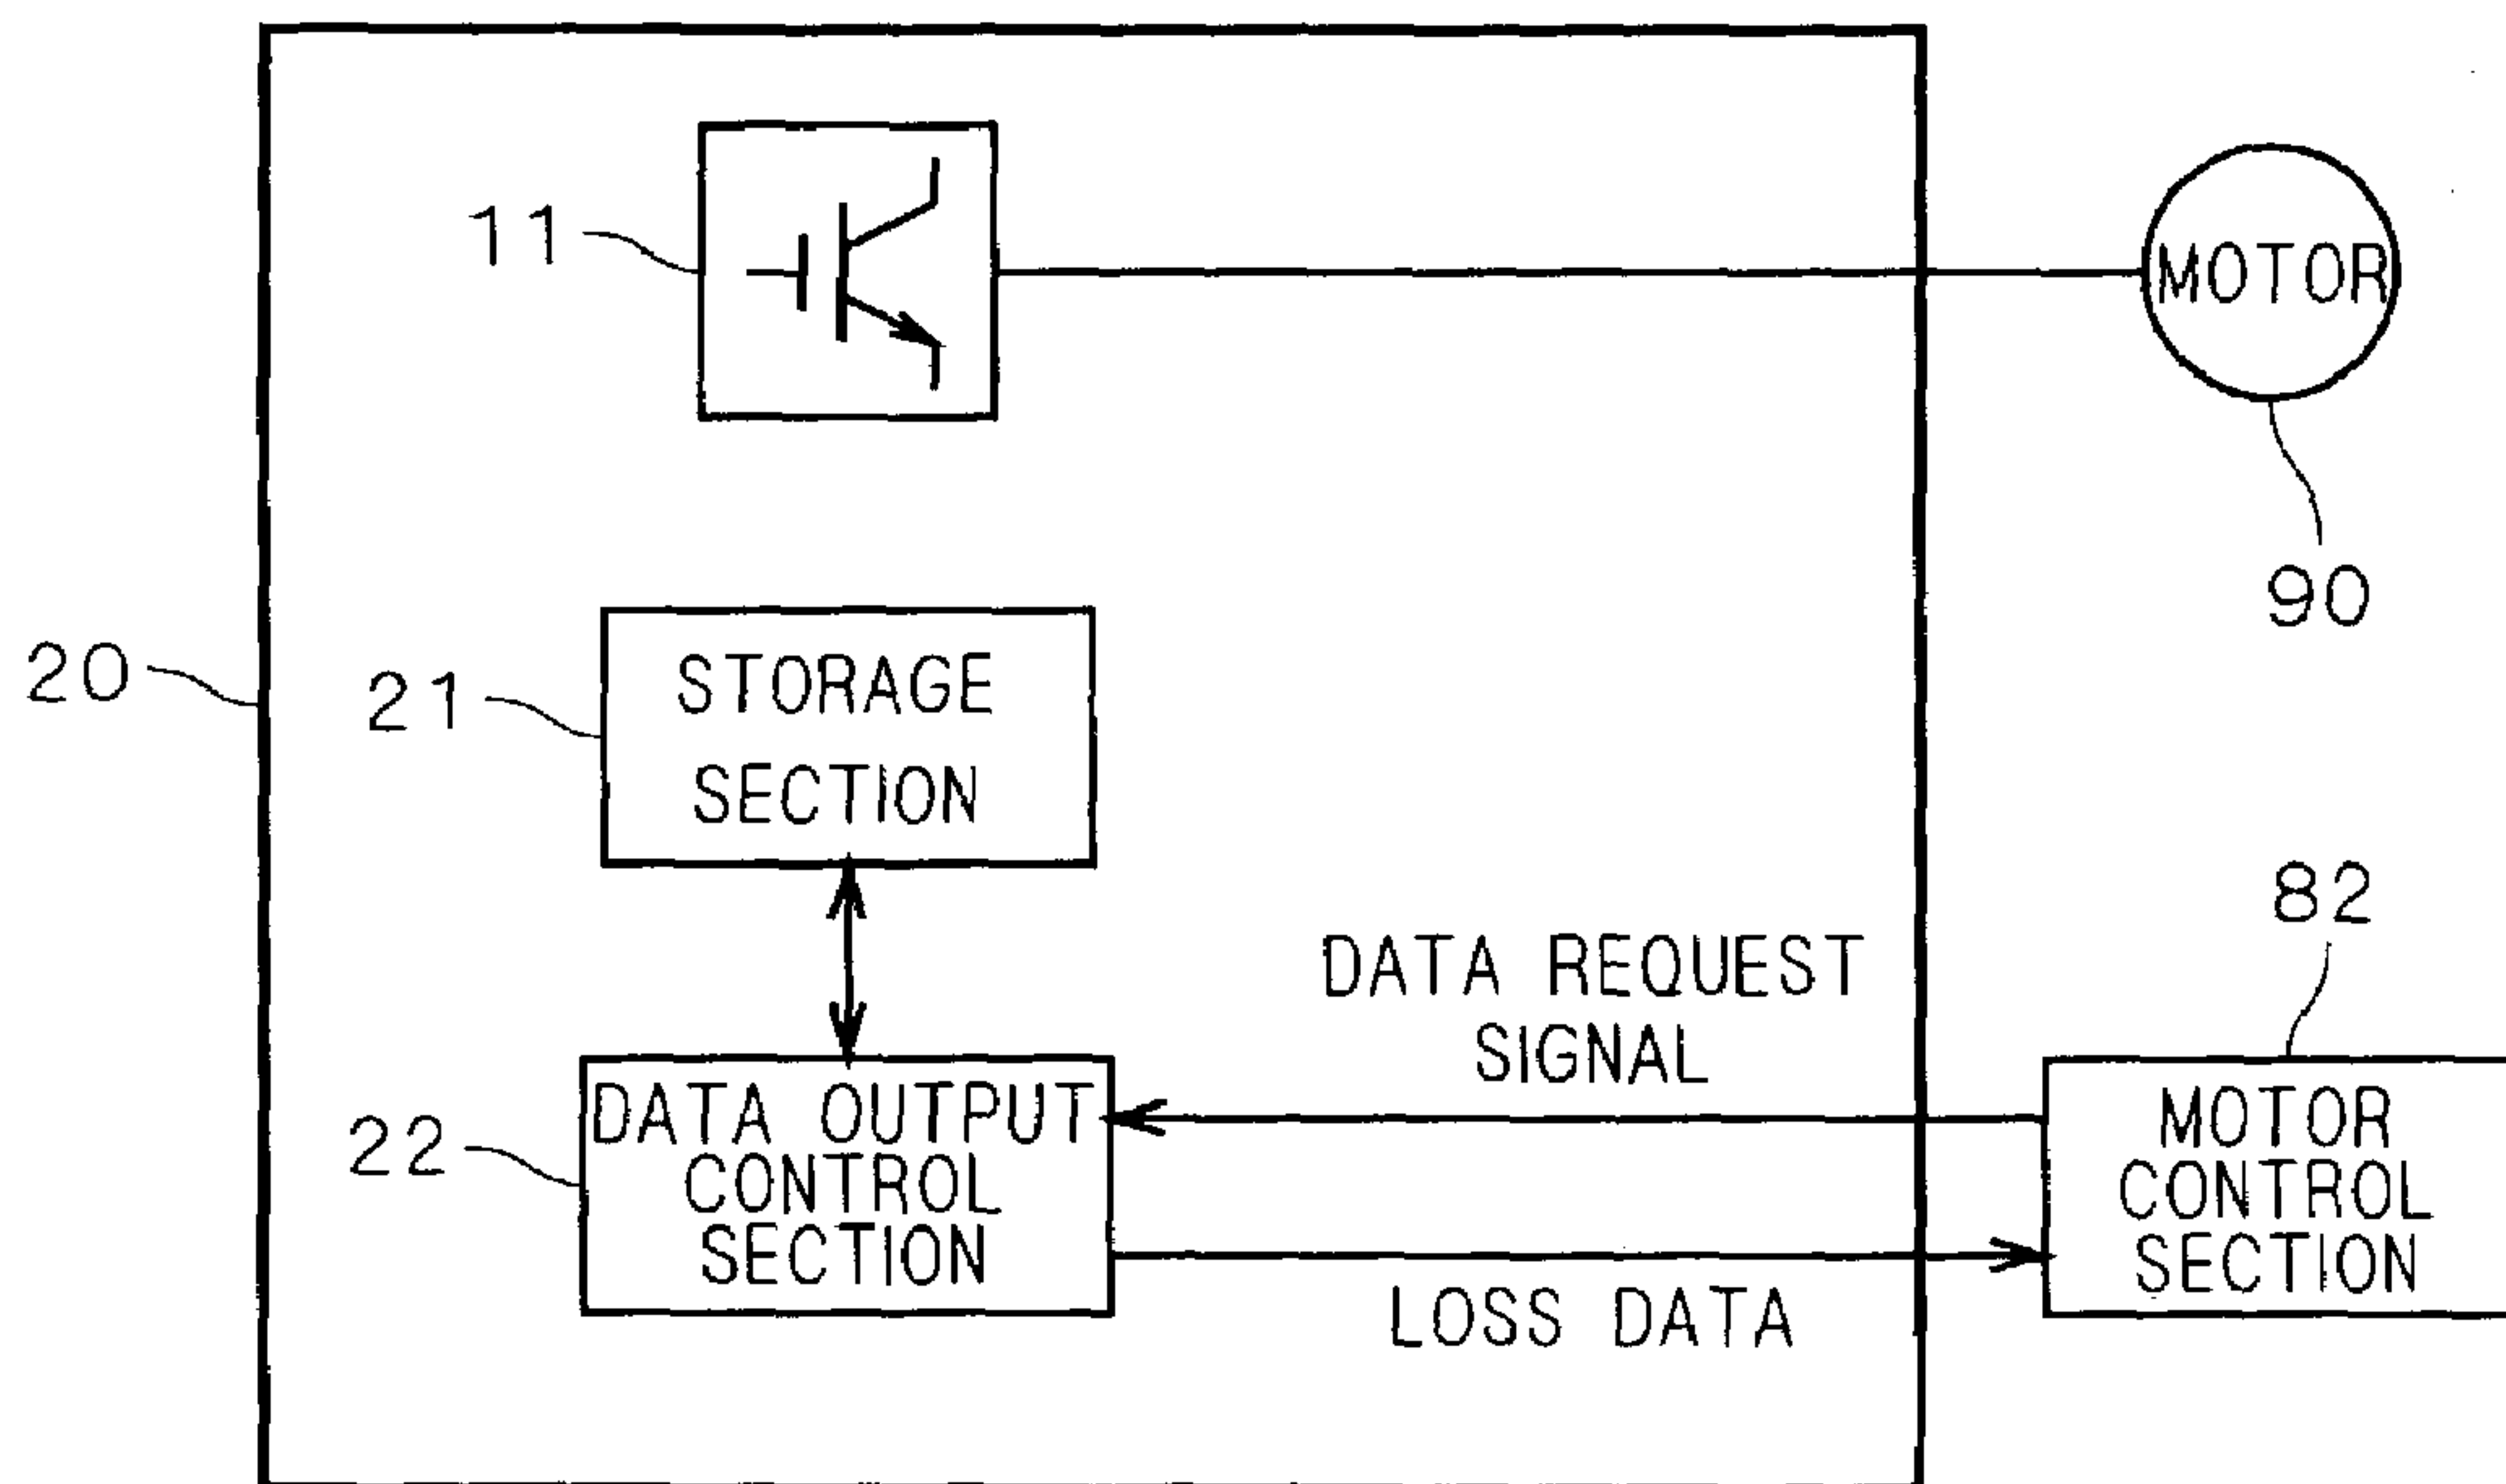 11
MOTOR
90
20
21
STORAGE
SECTION
82
DATA REQUEST
SIGNAL
22
DATA OUTPUT
CONTROL
SECTION
MOTOR
CONTROL
SECTION
LOSS DATA